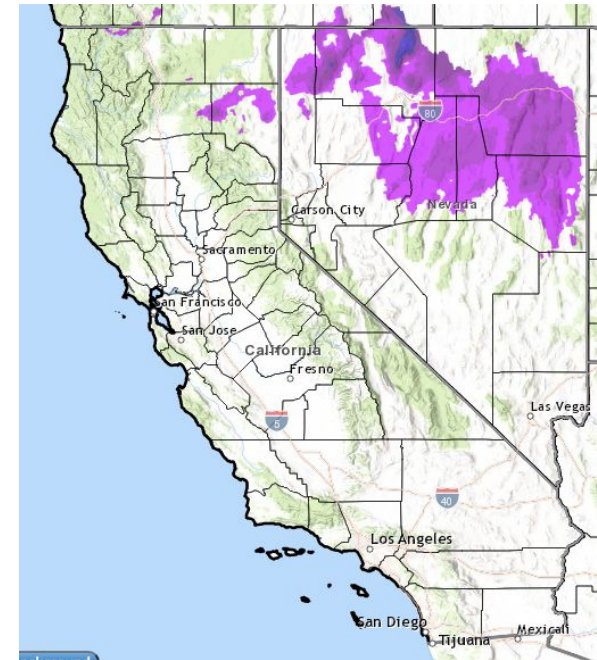 80
Nevada
Carson City
Sacramento
San Francisco
San Jose
California
Fresno
Las Vegas
5
40
Los Angeles
San Diego
Tijuana
Mexicali